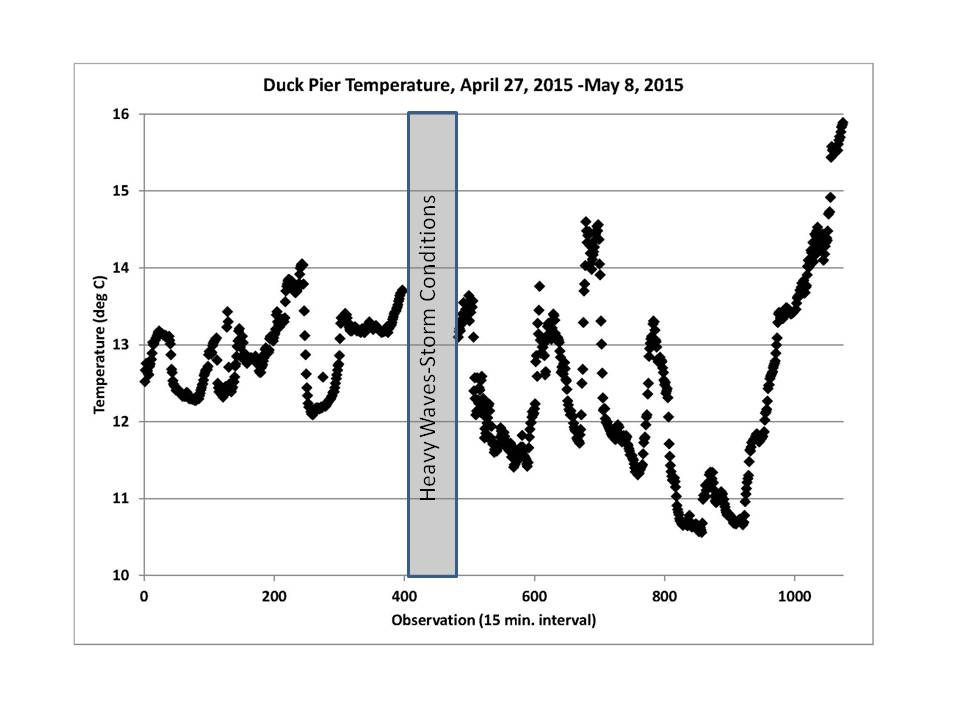 Duck Pier Temperature, April 27, 2015 -May 8, 2015
16
15
14
13
12
11
10
Temperature (deg C)
Heavy Waves-Storm Conditions
0 200 400 600 800 1000
Observation (15 min. interval)